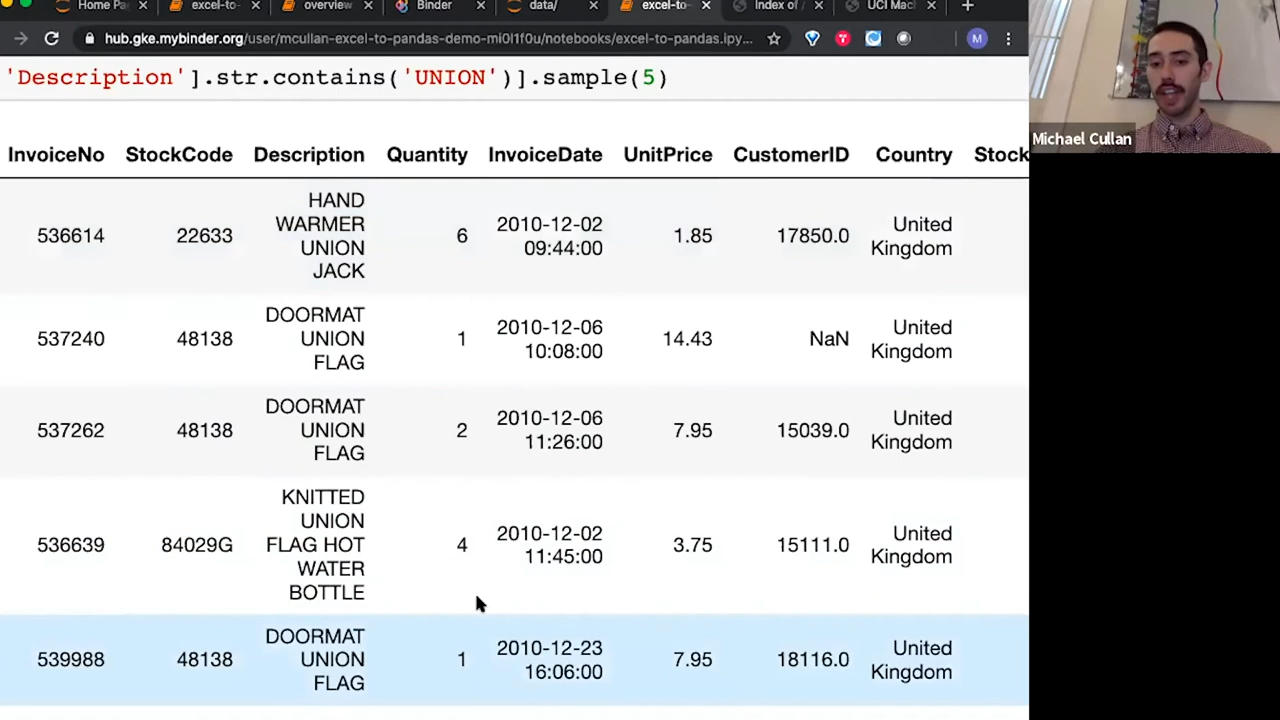 Home Pa
excel-to-
overview
Binder
data/
excel-to-
Index of /
UCI Mac
hub.gke.mybinder.org/user/mcullan-excel-to-pandas-demo-mi0l1f0u/notebooks/excel-to-pandas.ipy...
M
'Description'].str.contains('UNION')].sample(5)
Michael Cullan
InvoiceNo StockCode Description Quantity InvoiceDate UnitPrice CustomerID Country Stock
536614 22633 HAND WARMER UNION JACK 6 2010-12-02 09:44:00 1.85 17850.0 United Kingdom
537240 48138 DOORMAT UNION FLAG 1 2010-12-06 10:08:00 14.43 NaN United Kingdom
537262 48138 DOORMAT UNION FLAG 2 2010-12-06 11:26:00 7.95 15039.0 United Kingdom
536639 84029G KNITTED UNION FLAG HOT WATER BOTTLE 4 2010-12-02 11:45:00 3.75 15111.0 United Kingdom
539988 48138 DOORMAT UNION FLAG 1 2010-12-23 16:06:00 7.95 18116.0 United Kingdom